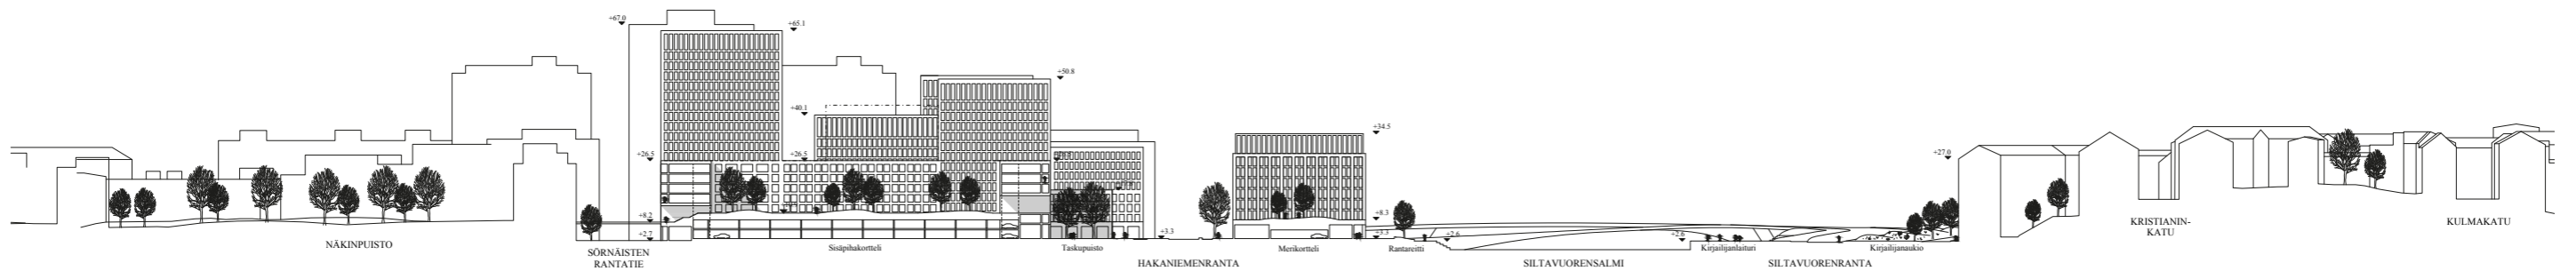 +67.0
+65.1
+50.8
+40.1
+34.5
+26.5
+26.5
+27.0
+8.2
+8.3
+2.7
+3.3
+3.3
+2.6
+2.6
NÄKINPUISTO
SÖRNÄISTEN
RANTATIE
Sisäpihakortteli
Taskupuisto
HAKANIEMENRANTA
Merikortteli
Rantareitti
SILTAVUORENSALMI
Kirjailijanlaituri
SILTAVUORENRANTA
Kirjailijanaukio
KRISTIANIN-
KATU
KULMAKATU